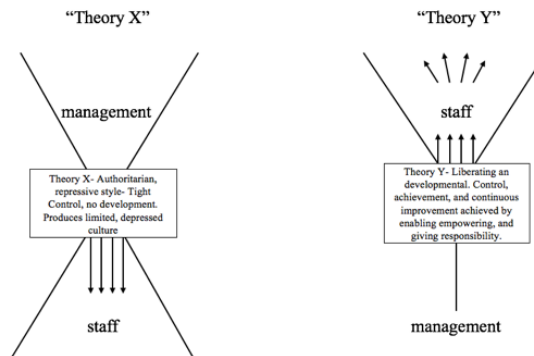 “Theory X”
management
Theory X- Authoritarian,
repressive style- Tight
Control, no development.
Produces limited, depressed
culture
staff
“Theory Y”
staff
Theory Y- Liberating an
developmental. Control,
achievement, and continuous
improvement achieved by
enabling empowering, and
giving responsibility.
management